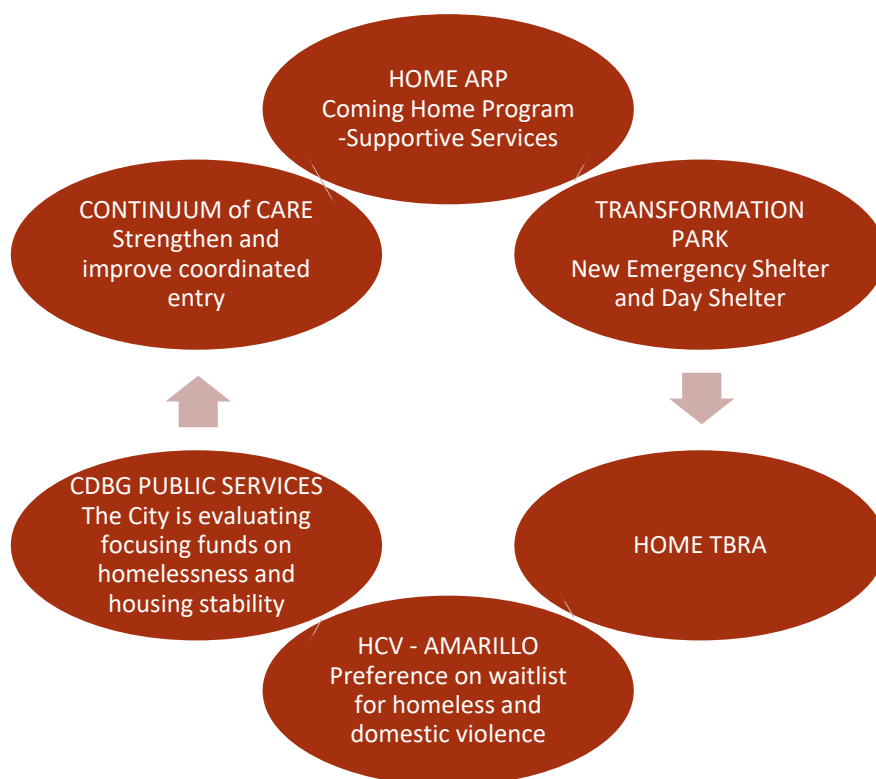 HOME ARP
Coming Home Program
-Supportive Services
TRANSFORMATION
PARK
New Emergency Shelter
and Day Shelter
HOME TBRA
HCV - AMARILLO
Preference on waitlist
for homeless and
domestic violence
CDBG PUBLIC SERVICES
The City is evaluating
focusing funds on
homelessness and
housing stability
CONTINUUM of CARE
Strengthen and
improve coordinated
entry